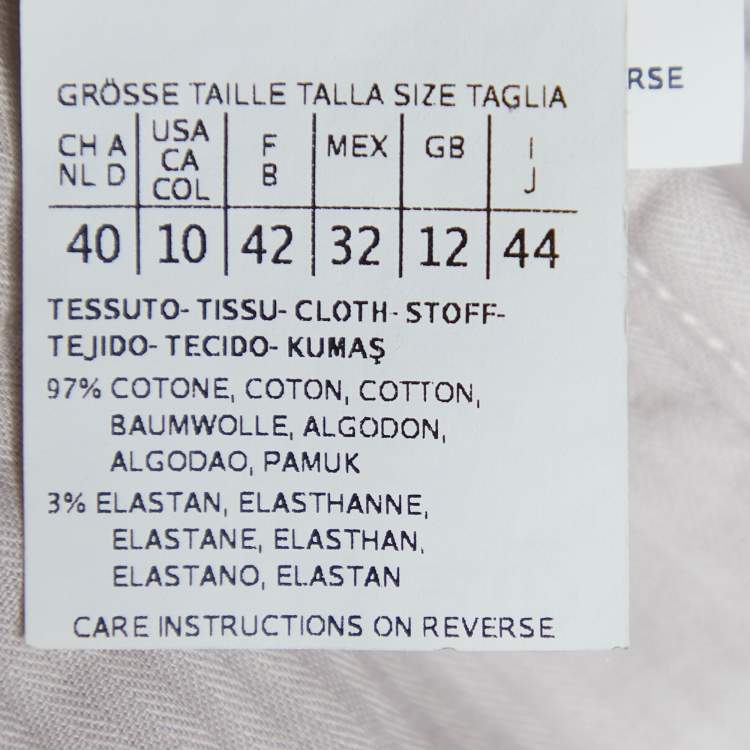 GRÖSSE TAILLE TALLA SIZE TAGLIA
CH A NL D | USA CA COL | F B | MEX | GB | I J
40 | 10 | 42 | 32 | 12 | 44
TESSUTO- TISSU- CLOTH- STOFF-
TEJIDO- TECIDO- KUMAŞ
97% COTONE, COTON, COTTON,
BAUMWOLLE, ALGODON,
ALGODAO, PAMUK
3% ELASTAN, ELASTHANNE,
ELASTANE, ELASTHAN,
ELASTANO, ELASTAN
CARE INSTRUCTIONS ON REVERSE
RSE